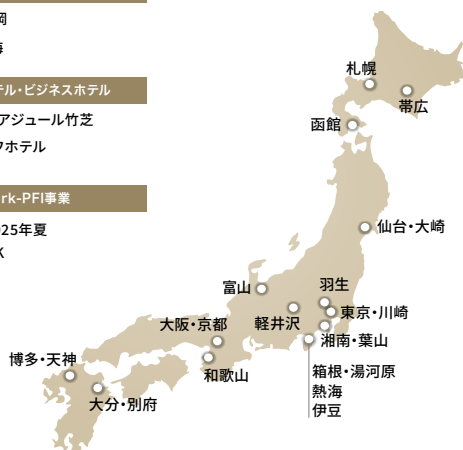 岡
海
テル・ビジネスホテル
アジュール竹芝
フホテル
rk-PFI事業
025年夏
K
札幌
帯広
函館
仙台・大崎
富山
羽生
軽井沢
東京・川崎
大阪・京都
湘南・葉山
博多・天神
和歌山
箱根・湯河原
熱海
伊豆
大分・別府